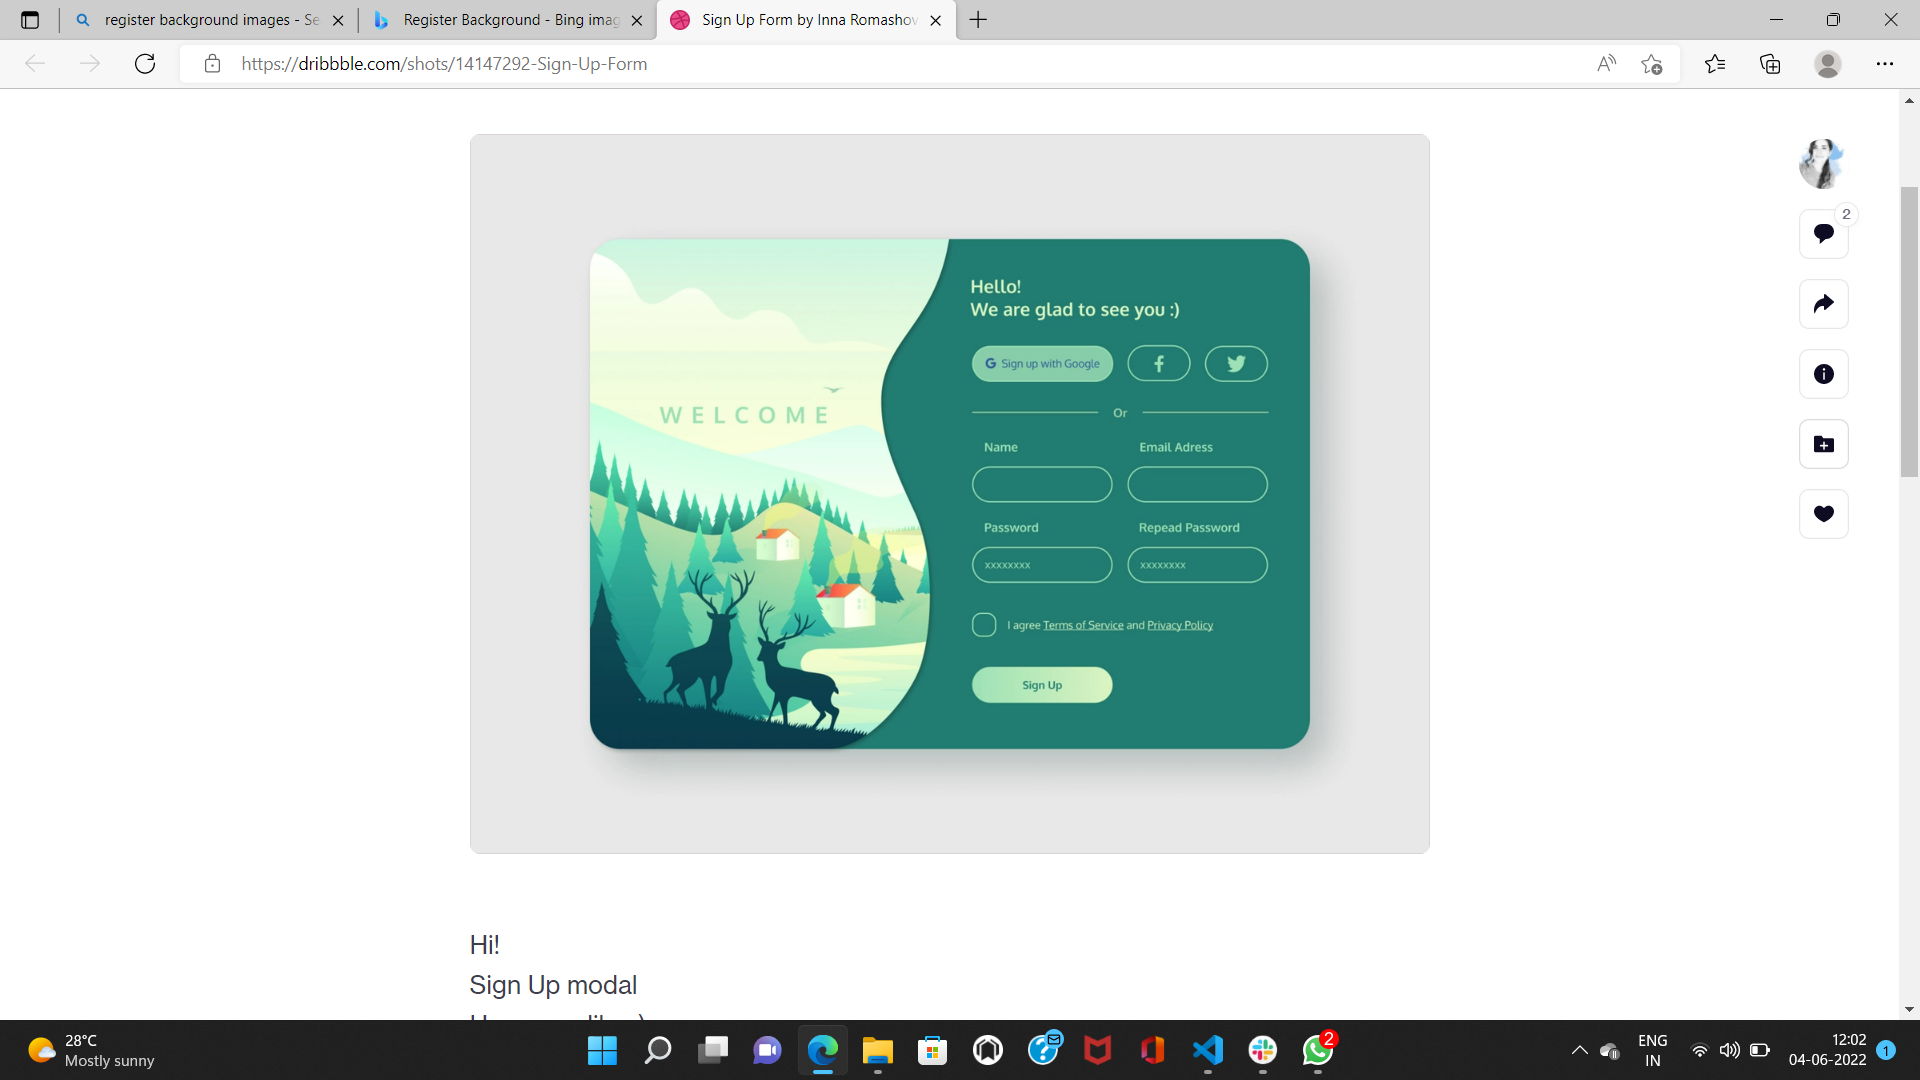 register background images - Se
Register Background - Bing imag
Sign Up Form by Inna Romashov
https://dribbble.com/shots/14147292-Sign-Up-Form
2
Hello!
We are glad to see you :)
G Sign up with Google
Or
WELCOME
Name
Email Adress
Password
Repead Password
xxxxxxxx
xxxxxxxx
I agree Terms of Service and Privacy Policy
Sign Up
Hi!
Sign Up modal
28°C
Mostly sunny
2
ENG
IN
12:02
04-06-2022
1